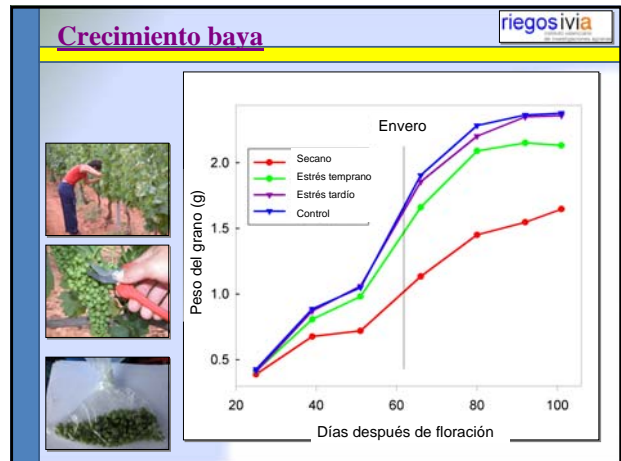 Crecimiento baya
riegosivia
Envero
Secano
Estrés temprano
Estrés tardío
Control
Peso del grano (g)
2.0
1.5
1.0
0.5
20
40
60
80
100
Días después de floración